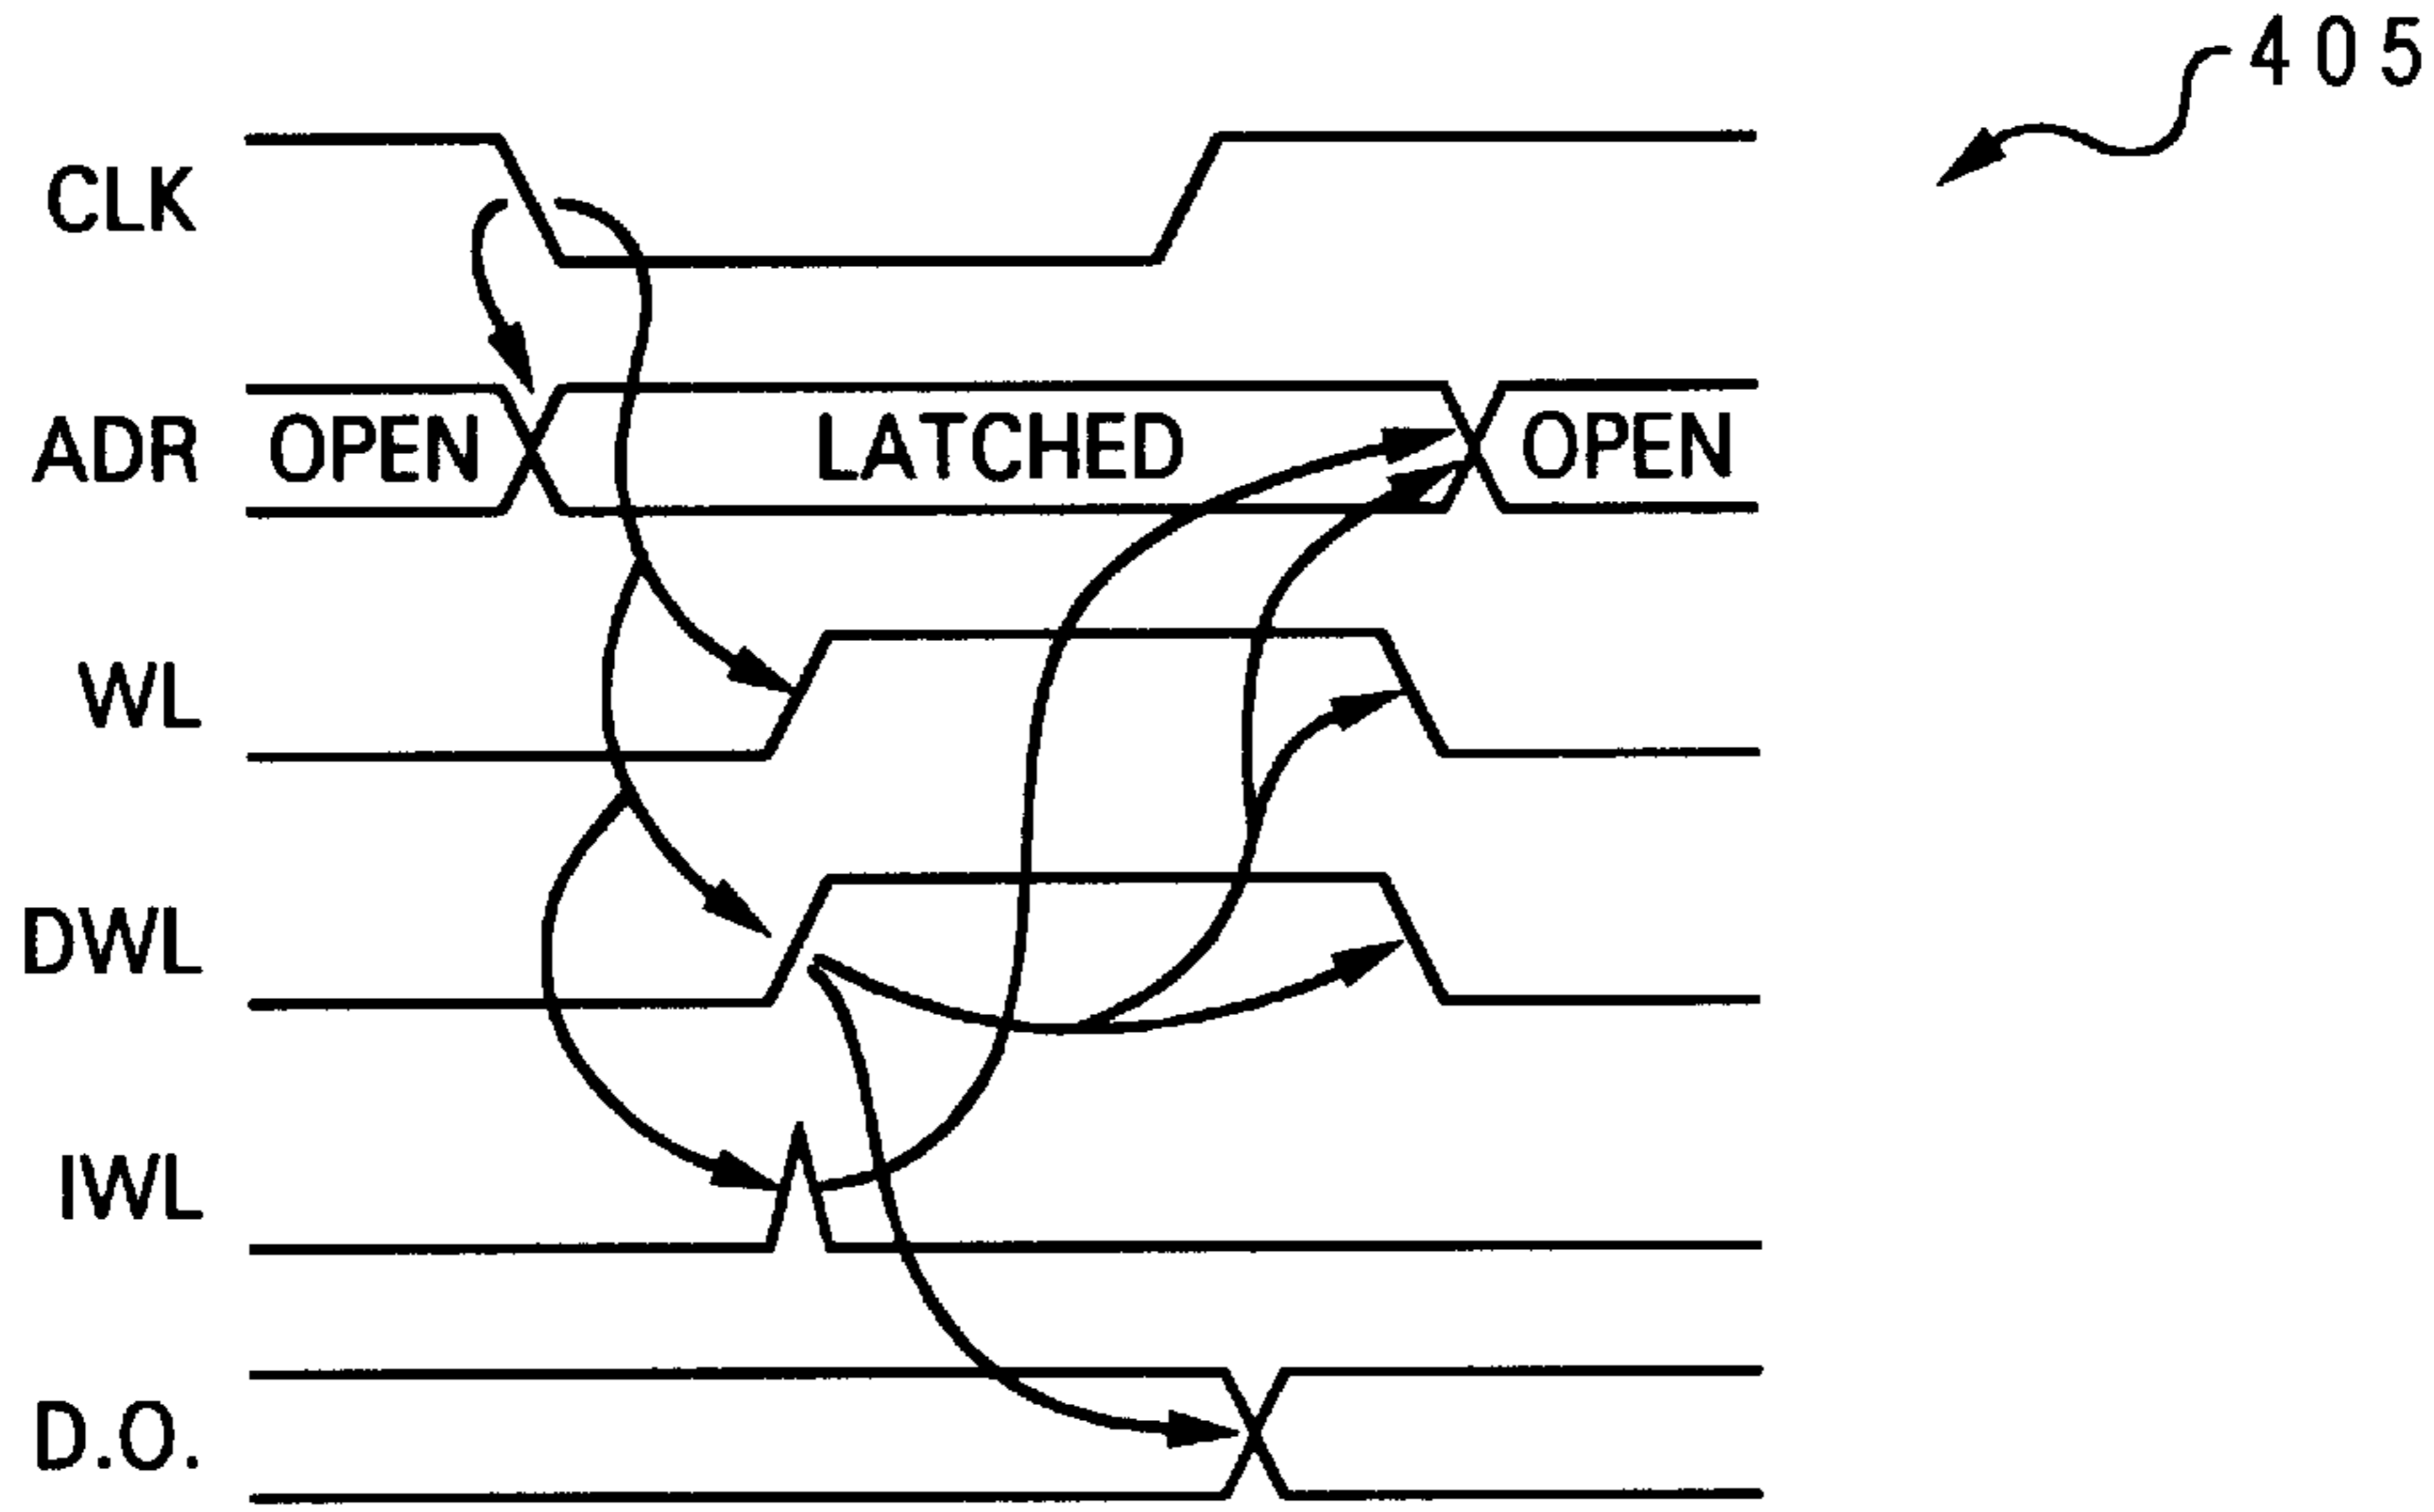 405
CLK
ADR OPEN LATCHED OPEN
WL
DWL
IWL
D.O.